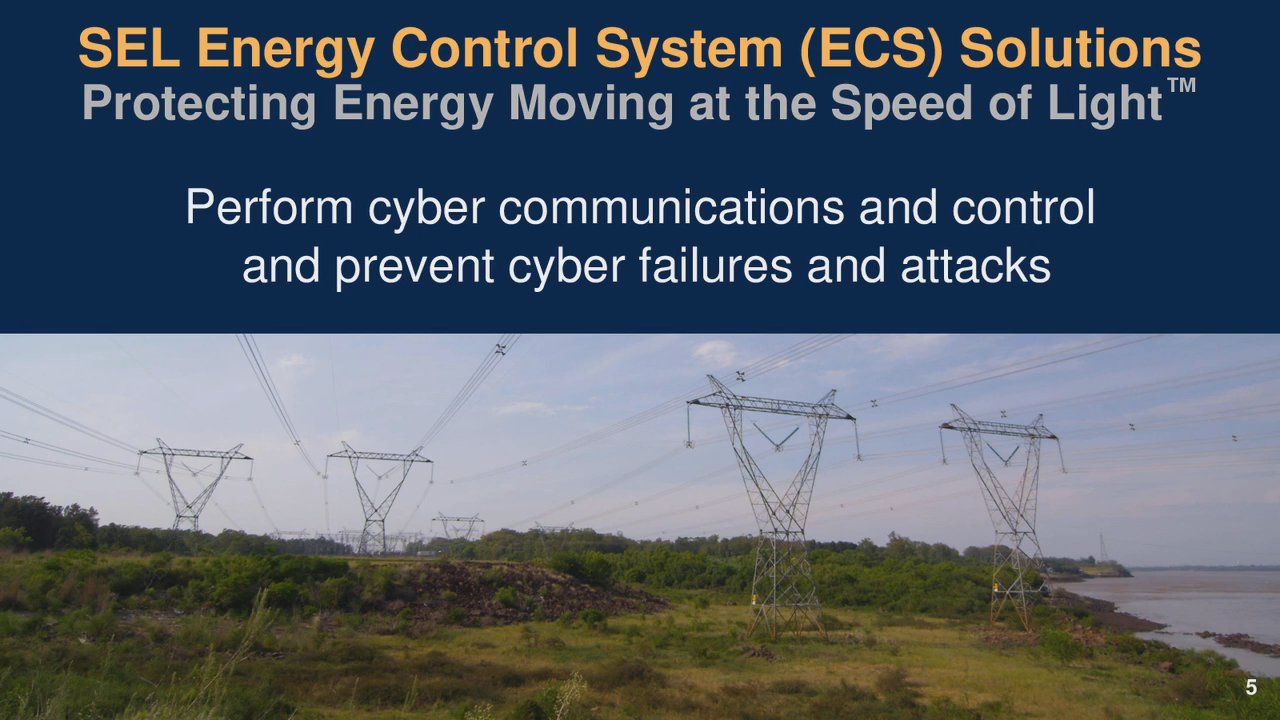 SEL Energy Control System (ECS) Solutions
Protecting Energy Moving at the Speed of Light™
Perform cyber communications and control
and prevent cyber failures and attacks
5